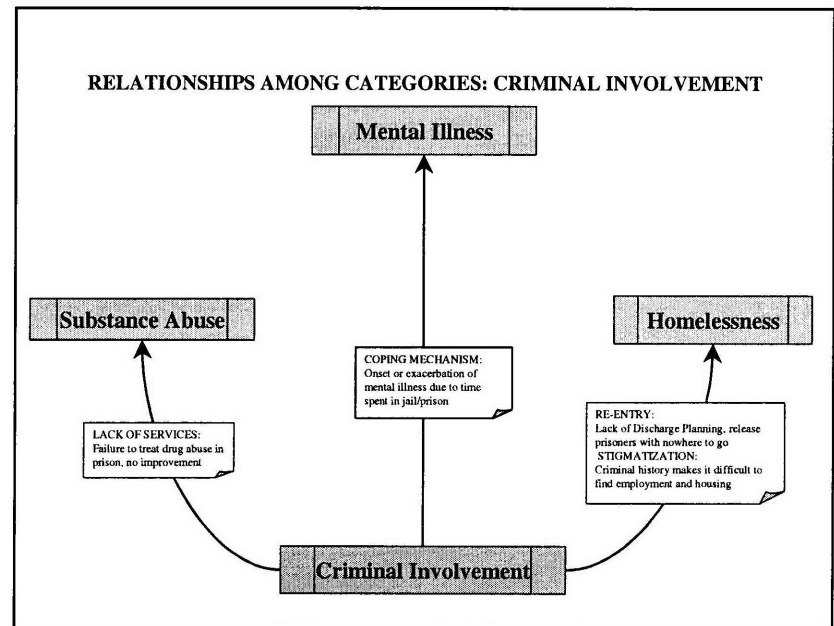 RELATIONSHIPS AMONG CATEGORIES: CRIMINAL INVOLVEMENT
Mental Illness
Substance Abuse
Homelessness
COPING MECHANISM:
Onset or exacerbation of
mental illness due to time
spent in jail/prison
LACK OF SERVICES:
Failure to treat drug abuse in
prison, no improvement
RE-ENTRY:
Lack of Discharge Planning, release
prisoners with nowhere to go
STIGMATIZATION:
Criminal history makes it difficult to
find employment and housing
Criminal Involvement